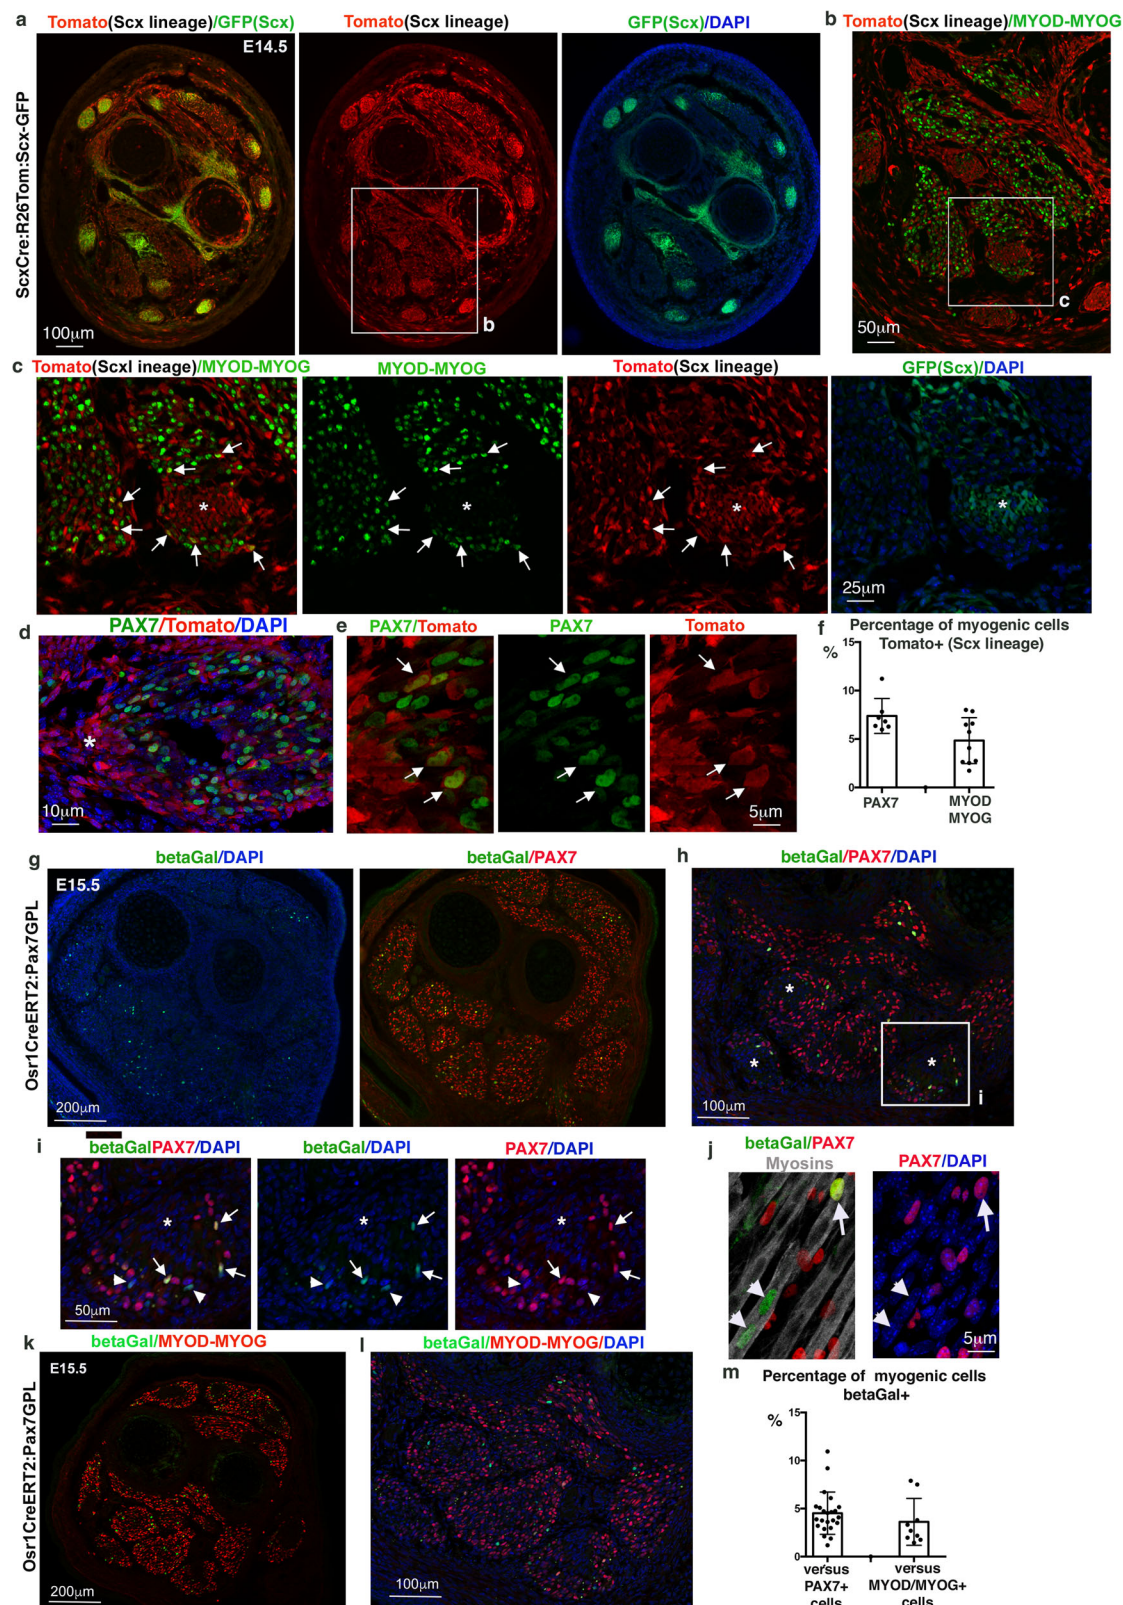 a
Tomato(Scx lineage)/GFP(Scx)
Tomato(Scx lineage)
GFP(Scx)/DAPI
b
Tomato(Scx lineage)/MYOD-MYOG
ScxCre:R26Tom:Scx-GFP
E14.5
100µm
b
50µm
c
c
Tomato(Scxl ineage)/MYOD-MYOG
MYOD-MYOG
Tomato(Scx lineage)
GFP(Scx)/DAPI
*
*
*
*
25µm
d
PAX7/Tomato/DAPI
*
10µm
e
PAX7/Tomato
PAX7
Tomato
5µm
f
Percentage of myogenic cells
Tomato+ (Scx lineage)
%
15
10
5
0
PAX7
MYOD
MYOG
g
betaGal/DAPI
betaGal/PAX7
Osr1CreERT2:Pax7GPL
E15.5
200µm
h
betaGal/PAX7/DAPI
*
*
*
i
100µm
i
betaGalPAX7/DAPI
betaGal/DAPI
PAX7/DAPI
*
*
*
50µm
j
betaGal/PAX7
Myosins
PAX7/DAPI
5µm
k
betaGal/MYOD-MYOG
Osr1CreERT2:Pax7GPL
E15.5
200µm
l
betaGal/MYOD-MYOG/DAPI
100µm
m
Percentage of myogenic cells
betaGal+
%
15
10
5
0
versus
PAX7+
cells
versus
MYOD/MYOG+
cells